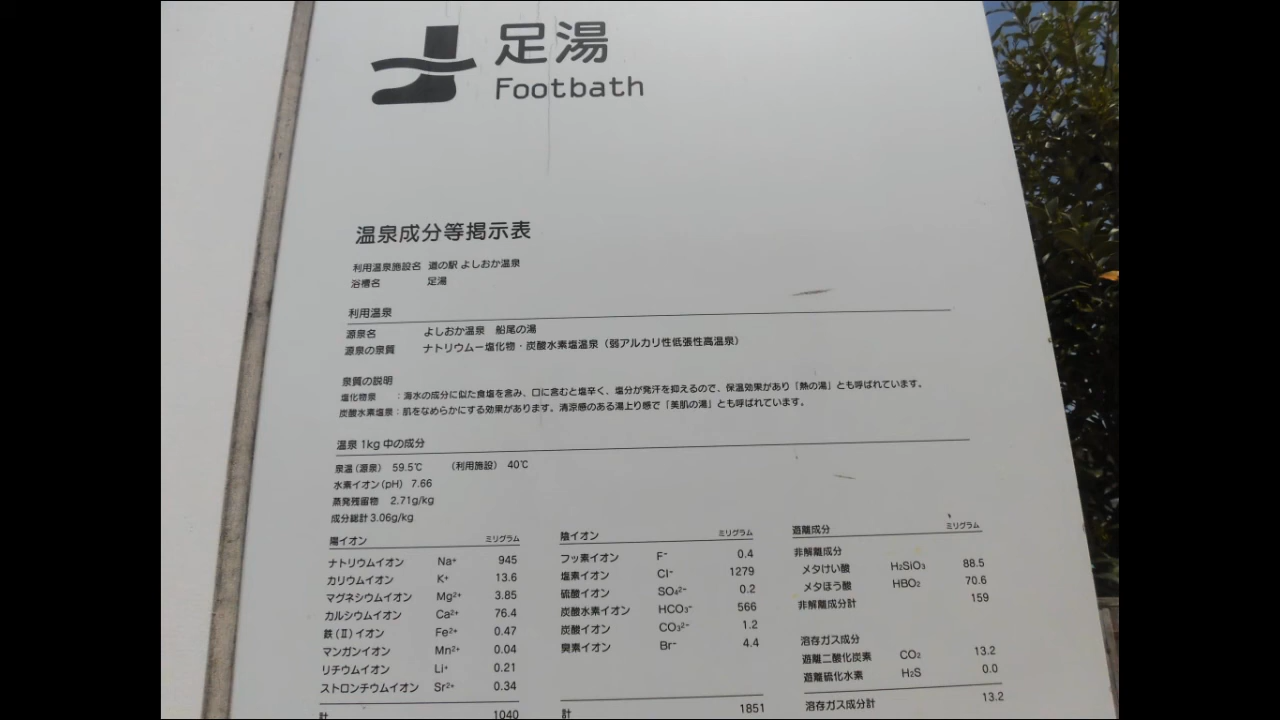 足湯
Footbath
温泉成分等掲示表
利用温泉施設名 道の駅 よしおか温泉
浴槽名 足湯
利用温泉
源泉名 よしおか温泉 船尾の湯
源泉の泉質 ナトリウムー塩化物・炭酸水素塩温泉（弱アルカリ性低張性高温泉）
泉質の説明
塩化物泉 ：海水の成分に似た食塩を含み、口に含むと塩辛く、塩分が発汗を抑えるので、保温効果があり「熱の湯」とも呼ばれています。
炭酸水素塩泉：肌をなめらかにする効果があります。清涼感のある湯上り感で「美肌の湯」とも呼ばれています。
温泉1kg中の成分
泉温（源泉） 59.5℃ （利用施設） 40℃
水素イオン(pH) 7.66
蒸発残留物 2.71g/kg
成分総計 3.06g/kg
陽イオン ミリグラム
ナトリウムイオン Na⁺ 945
カリウムイオン K⁺ 13.6
マグネシウムイオン Mg²⁺ 3.85
カルシウムイオン Ca²⁺ 76.4
鉄(Ⅱ)イオン Fe²⁺ 0.47
マンガンイオン Mn²⁺ 0.04
リチウムイオン Li⁺ 0.21
ストロンチウムイオン Sr²⁺ 0.34
計 1040
陰イオン ミリグラム
フッ素イオン F⁻ 0.4
塩素イオン Cl⁻ 1279
硫酸イオン SO₄²⁻ 0.2
炭酸水素イオン HCO₃⁻ 566
炭酸イオン CO₃²⁻ 1.2
臭素イオン Br⁻ 4.4
計 1851
遊離成分 ミリグラム
非解離成分
メタけい酸 H₂SiO₃ 88.5
メタほう酸 HBO₂ 70.6
非解離成分計 159
溶存ガス成分
遊離二酸化炭素 CO₂ 13.2
遊離硫化水素 H₂S 0.0
溶存ガス成分計 13.2